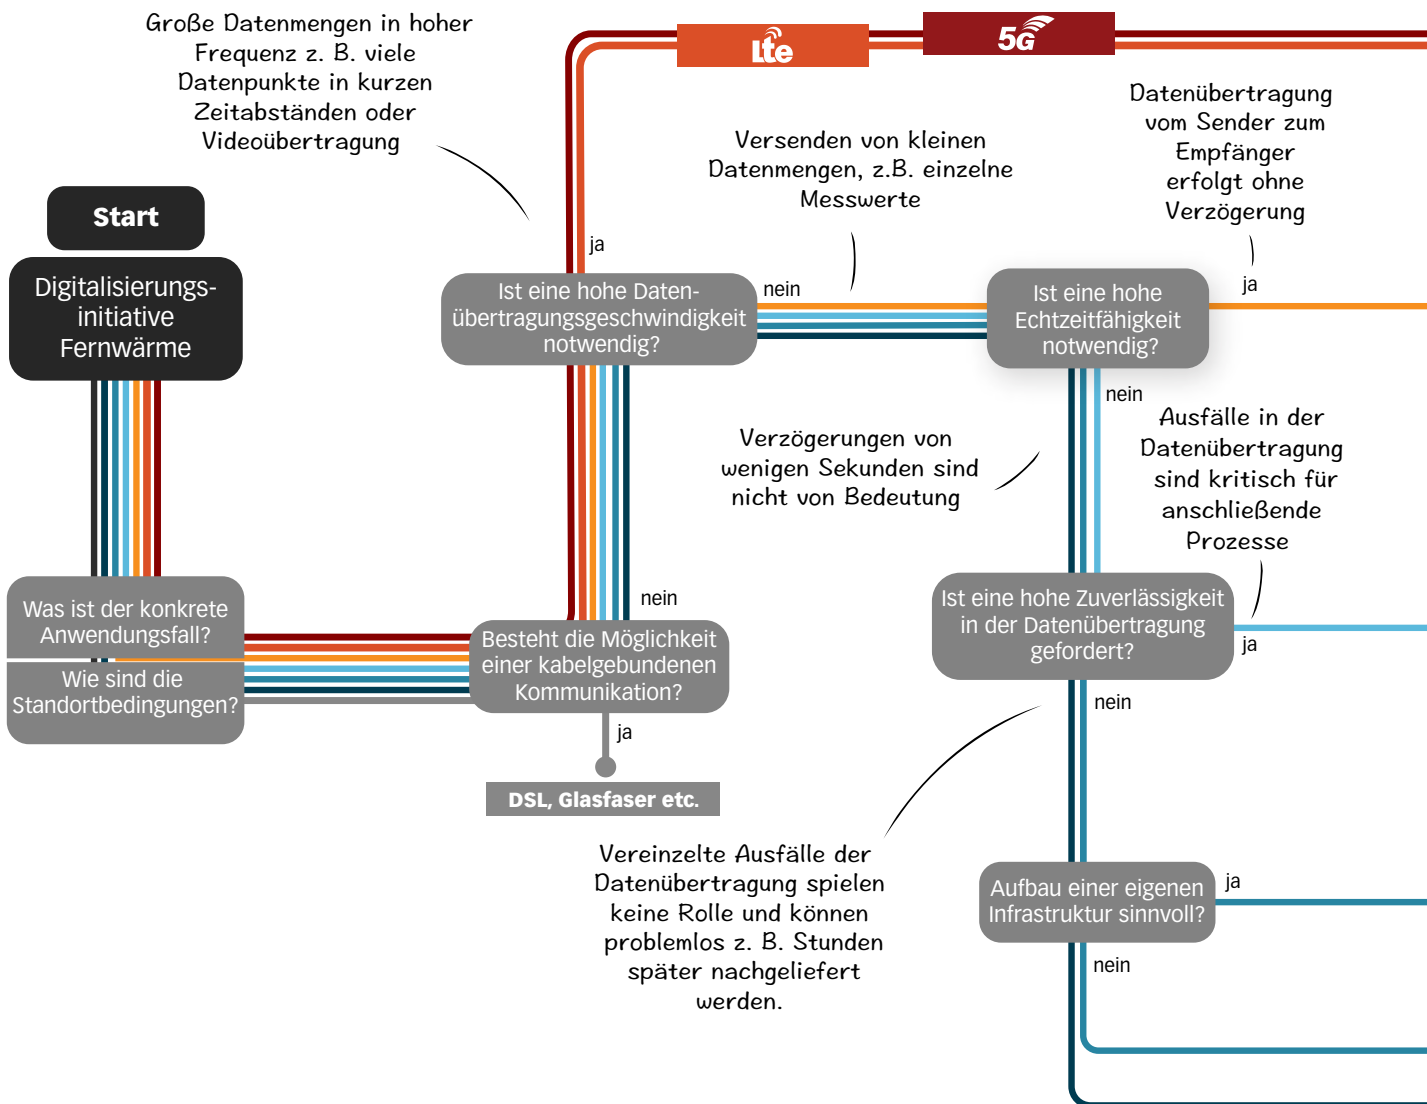 Große Datenmengen in hoher
Frequenz z. B. viele
Datenpunkte in kurzen
Zeitabständen oder
Videoübertragung
Lte
5G
Datenübertragung
vom Sender zum
Empfänger
erfolgt ohne
Verzögerung
Versenden von kleinen
Datenmengen, z.B. einzelne
Messwerte
Start
Digitalisierungs-
initiative
Fernwärme
ja
Ist eine hohe Daten-
übertragungsgeschwindigkeit
notwendig?
nein
Ist eine hohe
Echtzeitfähigkeit
notwendig?
ja
nein
Verzögerungen von
wenigen Sekunden sind
nicht von Bedeutung
Ausfälle in der
Datenübertragung
sind kritisch für
anschließende
Prozesse
Was ist der konkrete
Anwendungsfall?
Wie sind die
Standortbedingungen?
nein
Besteht die Möglichkeit
einer kabelgebundenen
Kommunikation?
ja
DSL, Glasfaser etc.
Ist eine hohe Zuverlässigkeit
in der Datenübertragung
gefordert?
ja
nein
Vereinzelte Ausfälle der
Datenübertragung spielen
keine Rolle und können
problemlos z. B. Stunden
später nachgeliefert
werden.
Aufbau einer eigenen
Infrastruktur sinnvoll?
ja
nein